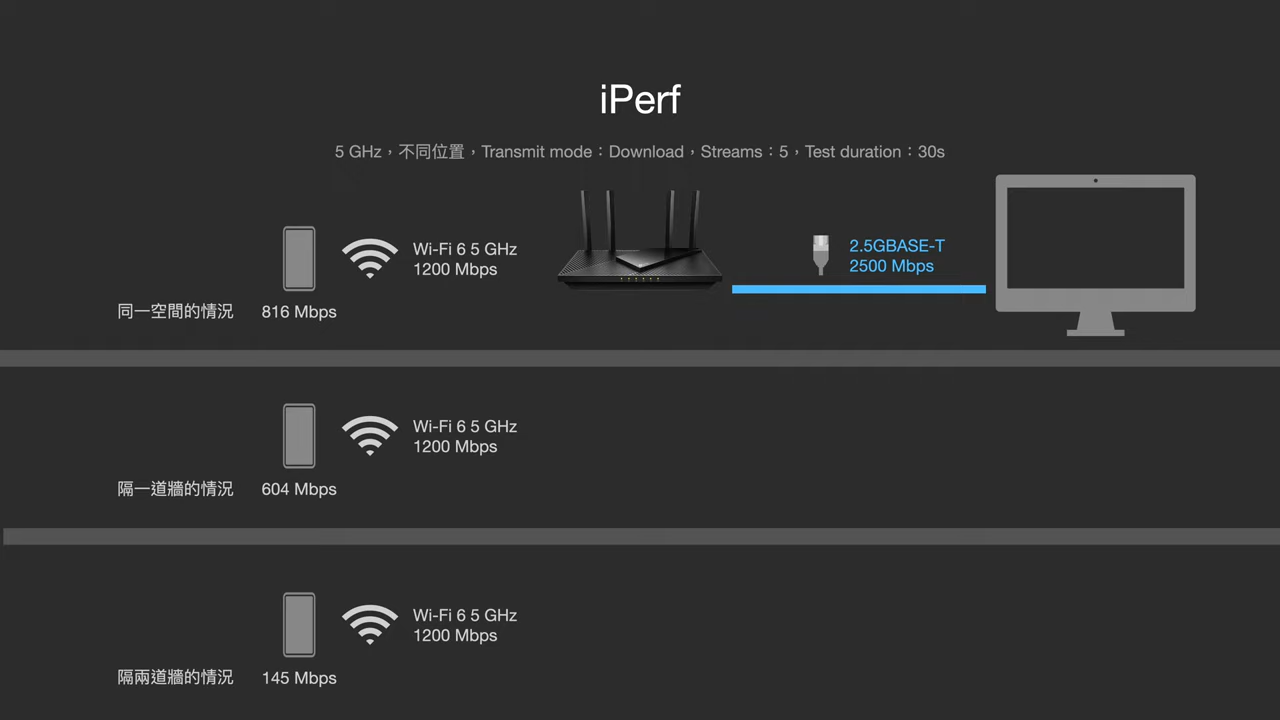 iPerf
5 GHz，不同位置，Transmit mode：Download，Streams：5，Test duration：30s
Wi-Fi 6 5 GHz
1200 Mbps
2.5GBASE-T
2500 Mbps
同一空間的情況 816 Mbps
Wi-Fi 6 5 GHz
1200 Mbps
隔一道牆的情況 604 Mbps
Wi-Fi 6 5 GHz
1200 Mbps
隔兩道牆的情況 145 Mbps